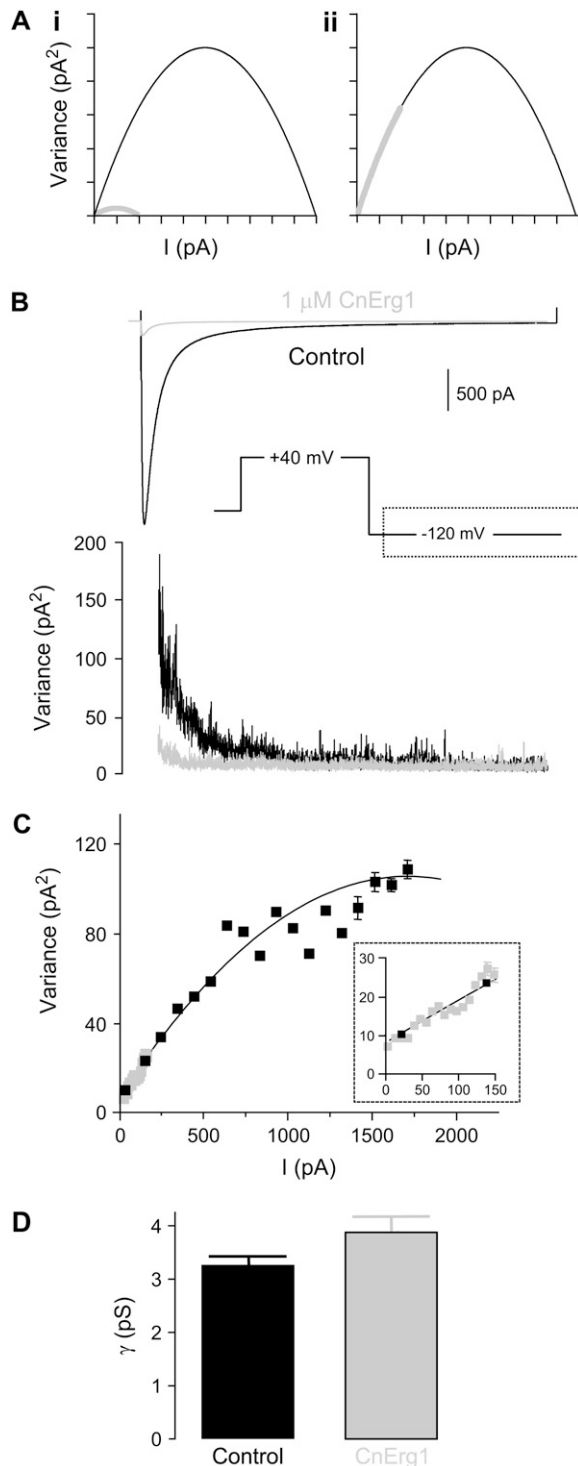 A i ii
Variance (pA²)
I (pA) I (pA)
B
1 μM CnErg1
Control
500 pA
+40 mV
-120 mV
200
150
100
50
0
Variance (pA²)
C
120
80
40
0
Variance (pA²)
30
20
10
0
0 50 100 150
0 500 1000 1500 2000
I (pA)
D
4
3
2
1
0
γ (pS)
Control CnErg1